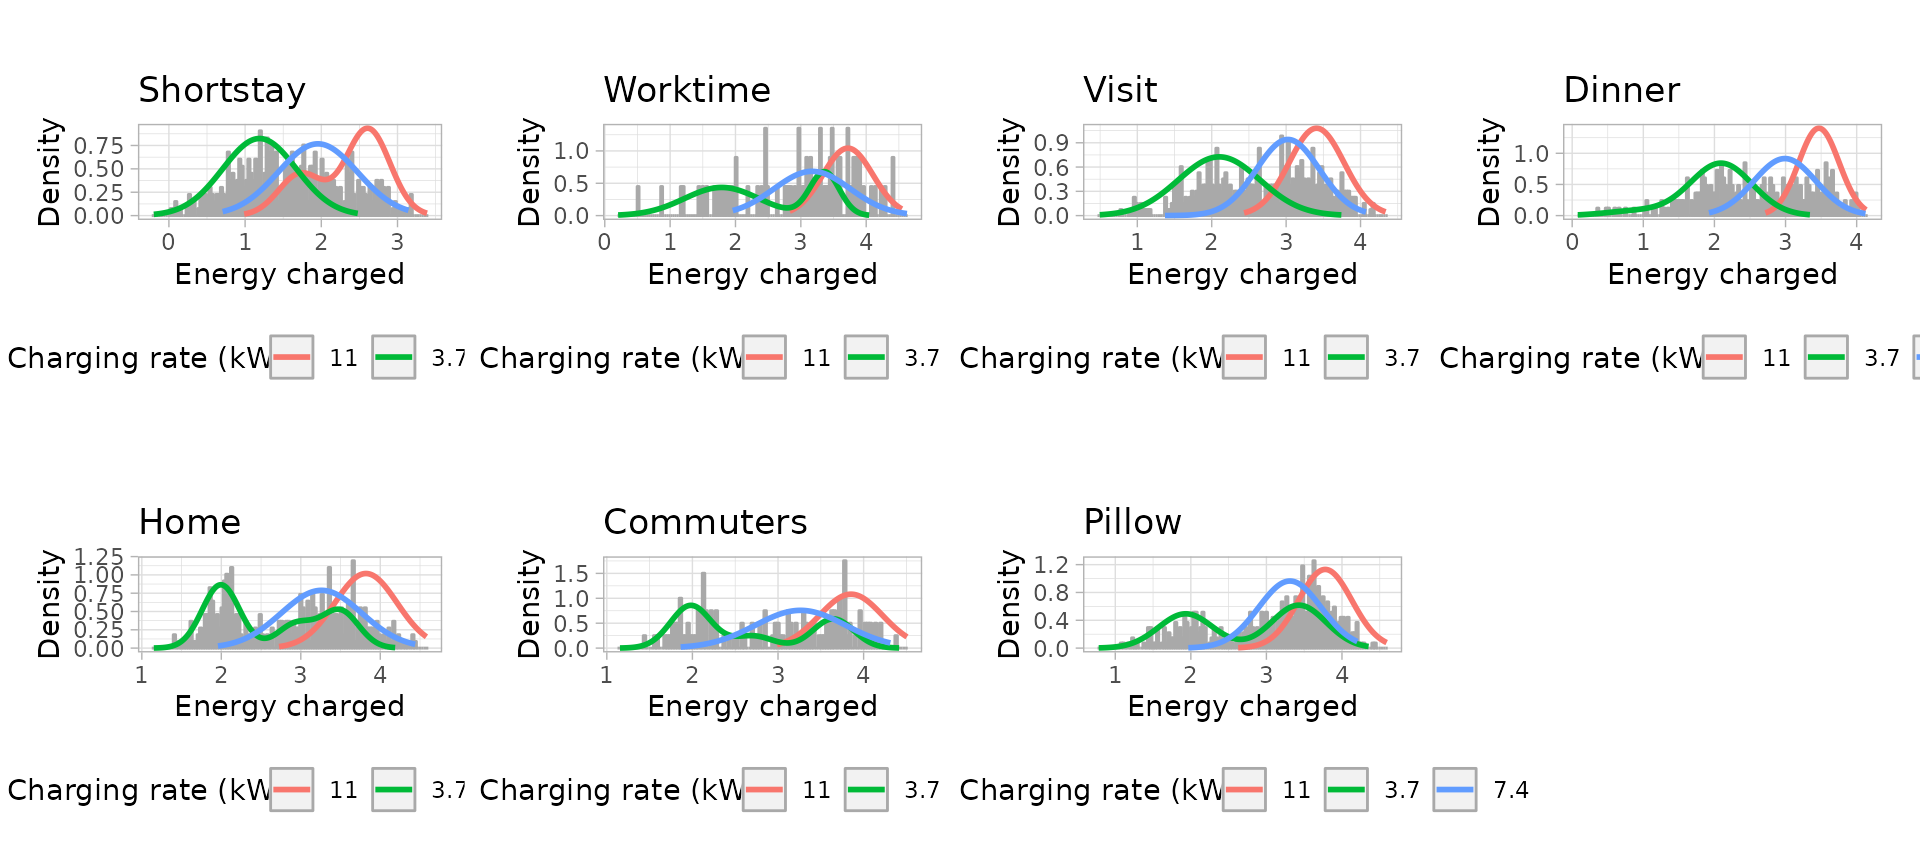 Shortstay
Density
0.75
0.50
0.25
0.00
0 1 2 3
Energy charged
Charging rate (kW 11 3.7
Worktime
Density
1.0
0.5
0.0
0 1 2 3 4
Energy charged
Charging rate (kW 11 3.7
Visit
Density
0.9
0.6
0.3
0.0
1 2 3 4
Energy charged
Charging rate (kW 11 3.7
Dinner
Density
1.0
0.5
0.0
0 1 2 3 4
Energy charged
Charging rate (kW 11 3.7
Home
Density
1.25
1.00
0.75
0.50
0.25
0.00
1 2 3 4
Energy charged
Charging rate (kW 11 3.7
Commuters
Density
1.5
1.0
0.5
0.0
1 2 3 4
Energy charged
Charging rate (kW 11 3.7
Pillow
Density
1.2
0.8
0.4
0.0
1 2 3 4
Energy charged
Charging rate (kW 11 3.7 7.4